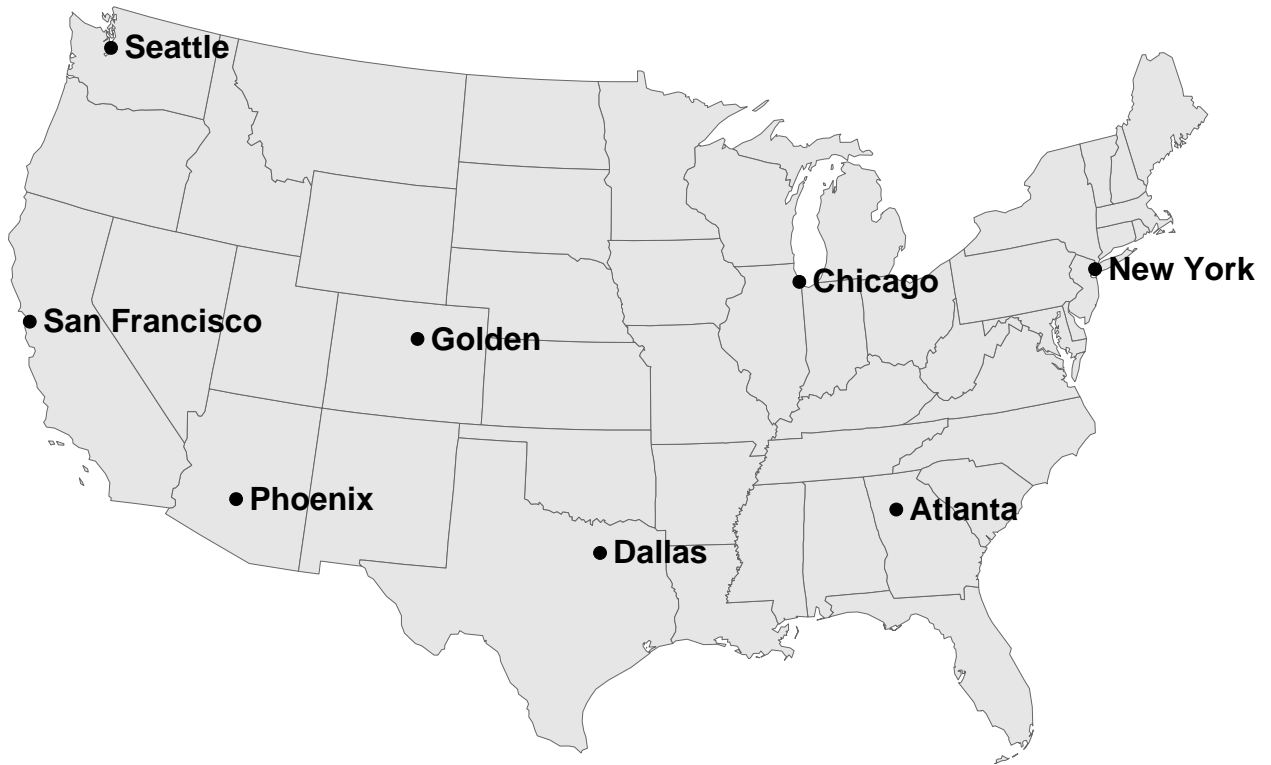 Seattle
New York
Chicago
San Francisco
Golden
Phoenix
Atlanta
Dallas